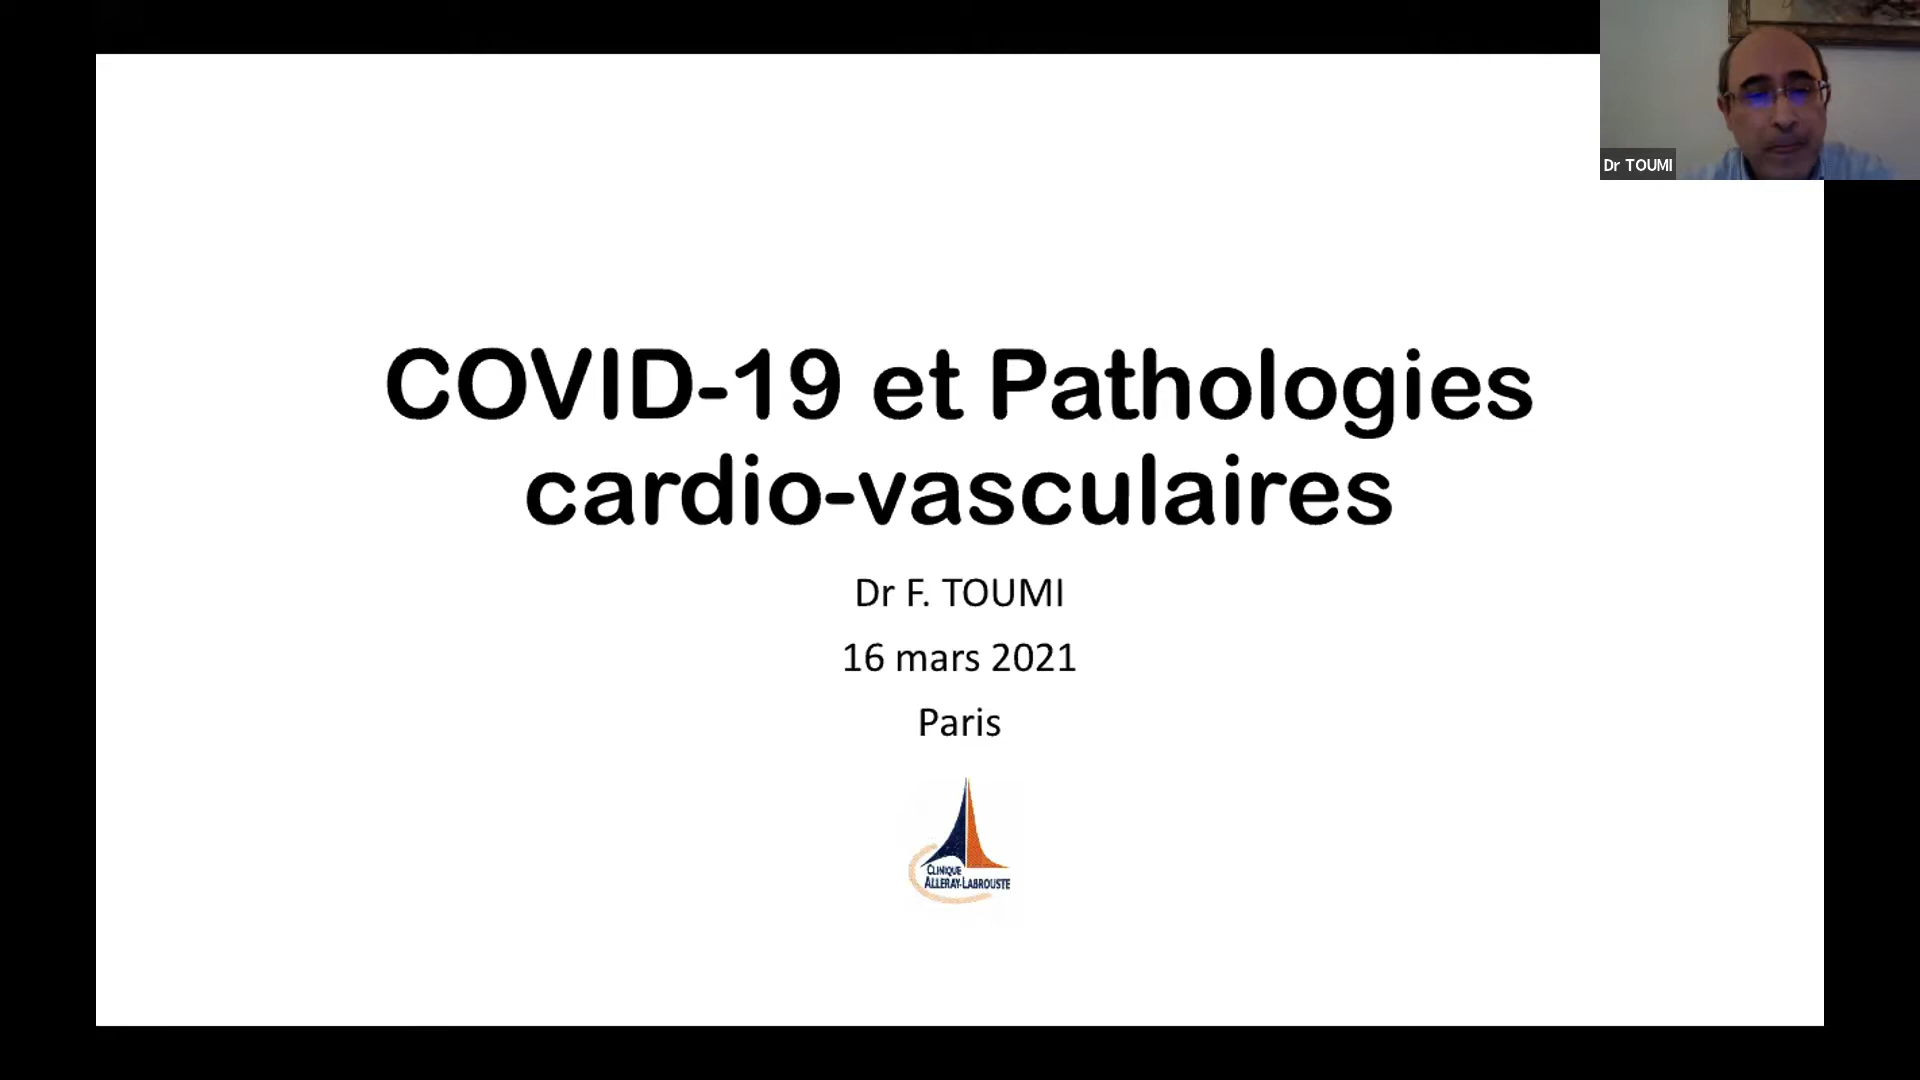 COVID-19 et Pathologies
cardio-vasculaires
Dr F. TOUMI
16 mars 2021
Paris
CLINIQUE
ALLERAY-LABROUSTE
Dr TOUMI